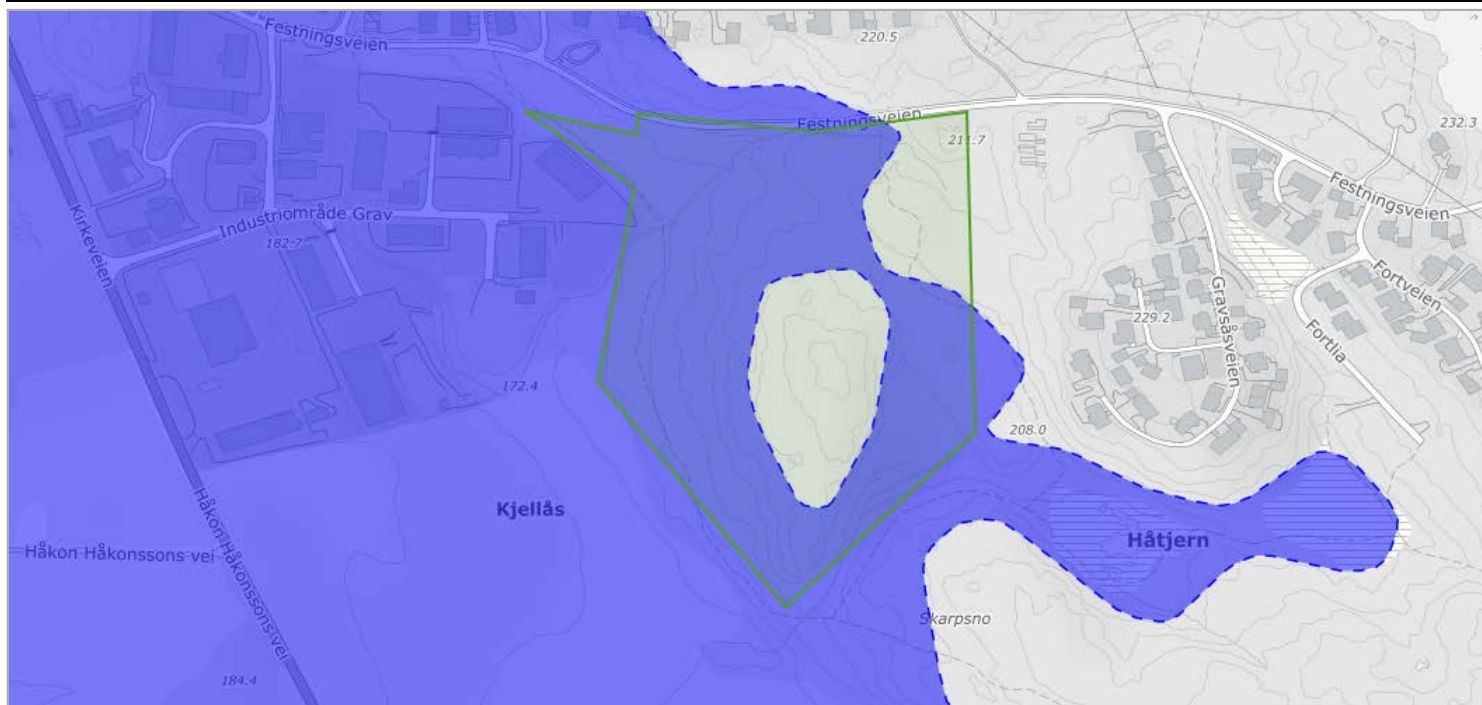 Festningsveien
220.5
Festningsveien
211.7
232.3
Festningsveien
Kirkeveien
Industriområde Grav
182.7
Fortveien
Gravsåsveien
229.2
Fortlia
172.4
208.0
Kjellås
Håtjern
Håkon Håkonssons vei
Håkon Håkonssons vei
Skarpsno
184.4